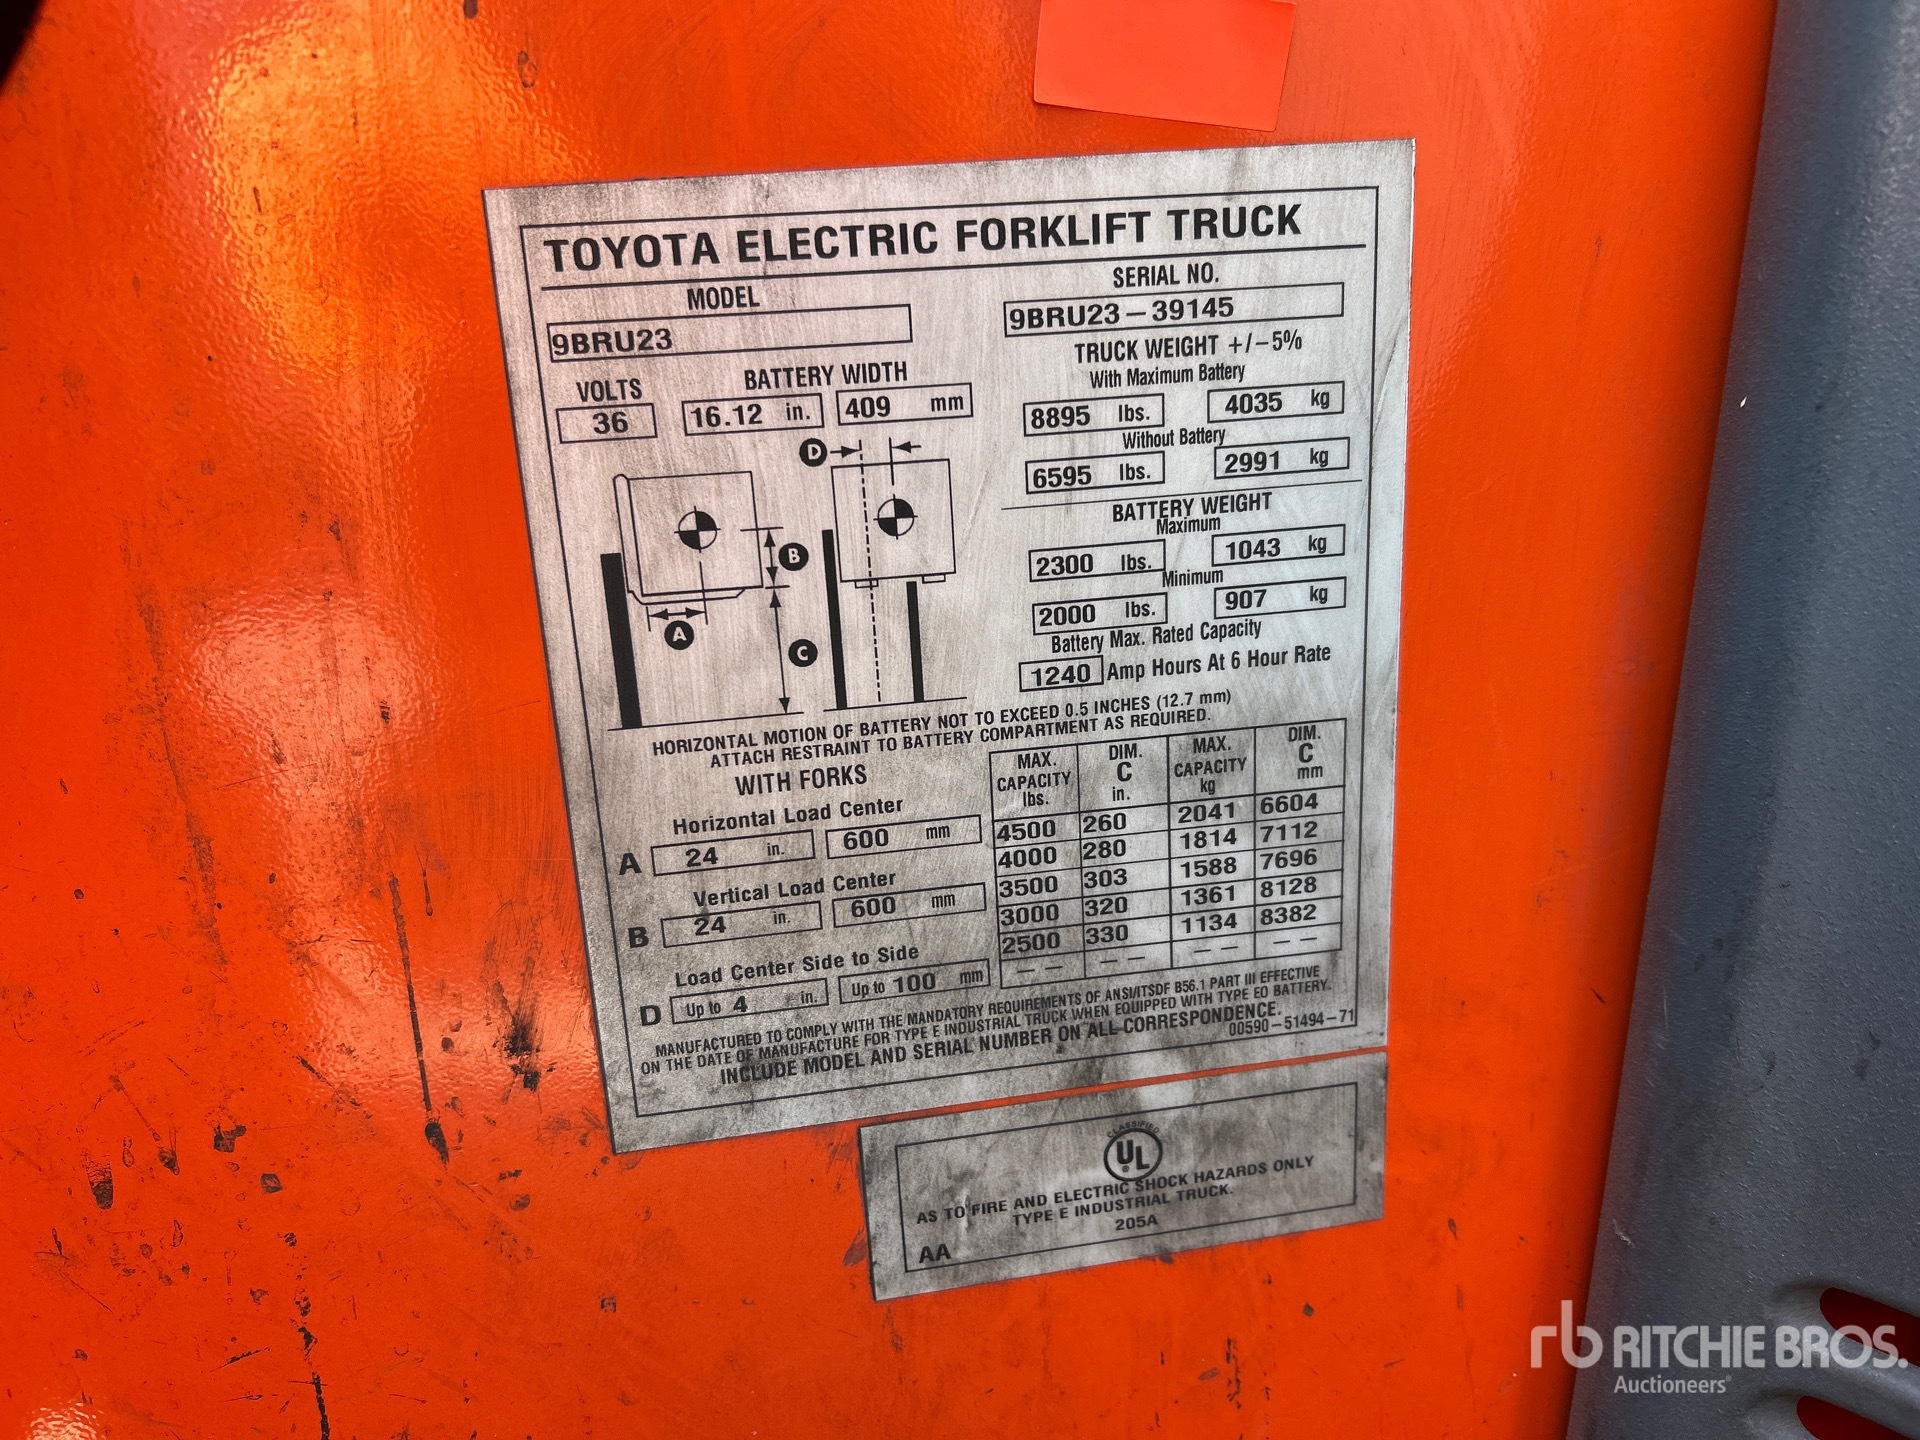 TOYOTA ELECTRIC FORKLIFT TRUCK
MODEL
9BRU23
SERIAL NO.
9BRU23-39145
VOLTS
36
BATTERY WIDTH
16.12 in. 409 mm
TRUCK WEIGHT +/-5%
With Maximum Battery
8895 lbs. 4035 kg
Without Battery
6595 lbs. 2991 kg
BATTERY WEIGHT
Maximum
2300 lbs. 1043 kg
Minimum
2000 lbs. 907 kg
Battery Max. Rated Capacity
1240 Amp Hours At 6 Hour Rate
D
B
A
C
HORIZONTAL MOTION OF BATTERY NOT TO EXCEED 0.5 INCHES (12.7 mm)
ATTACH RESTRAINT TO BATTERY COMPARTMENT AS REQUIRED.
WITH FORKS
Horizontal Load Center
A 24 in. 600 mm
Vertical Load Center
B 24 in. 600 mm
Load Center Side to Side
D Up to 4 in. Up to 100 mm
MAX. CAPACITY lbs. DIM. C in. MAX. CAPACITY kg DIM. C mm
4500 260 2041 6604
4000 280 1814 7112
3500 303 1588 7696
3000 320 1361 8128
2500 330 1134 8382
-- -- -- --
MANUFACTURED TO COMPLY WITH THE MANDATORY REQUIREMENTS OF ANSI/ITSDF B56.1 PART III EFFECTIVE
ON THE DATE OF MANUFACTURE FOR TYPE E INDUSTRIAL TRUCK WHEN EQUIPPED WITH TYPE EO BATTERY.
INCLUDE MODEL AND SERIAL NUMBER ON ALL CORRESPONDENCE.
00590-51494-71
CLASSIFIED
UL
®
AS TO FIRE AND ELECTRIC SHOCK HAZARDS ONLY
TYPE E INDUSTRIAL TRUCK.
205A
AA
rb RITCHIE BROS.
Auctioneers